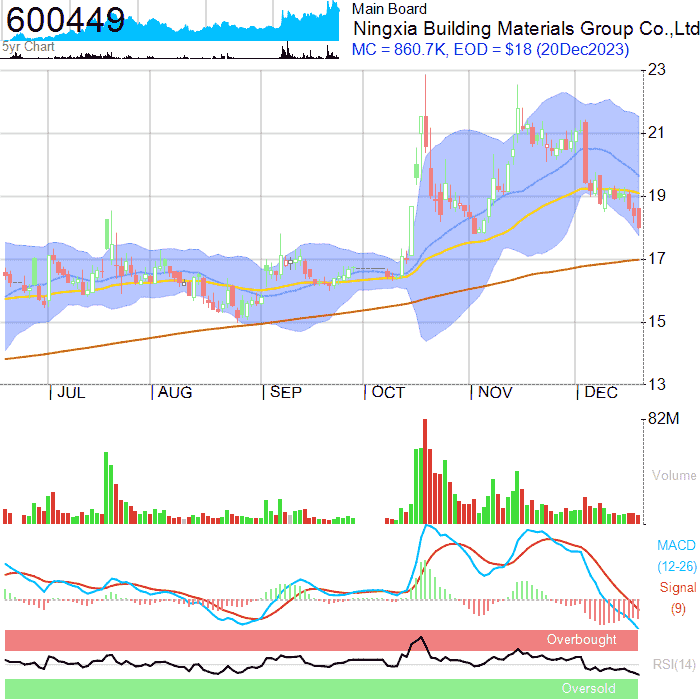 600449
5yr Chart
Main Board
Ningxia Building Materials Group Co.,Ltd
MC = 860.7K, EOD = $18 (20Dec2023)
23
21
19
17
15
13
JUL
AUG
SEP
OCT
NOV
DEC
82M
Volume
MACD
(12-26)
Signal
(9)
Overbought
RSI(14)
Oversold